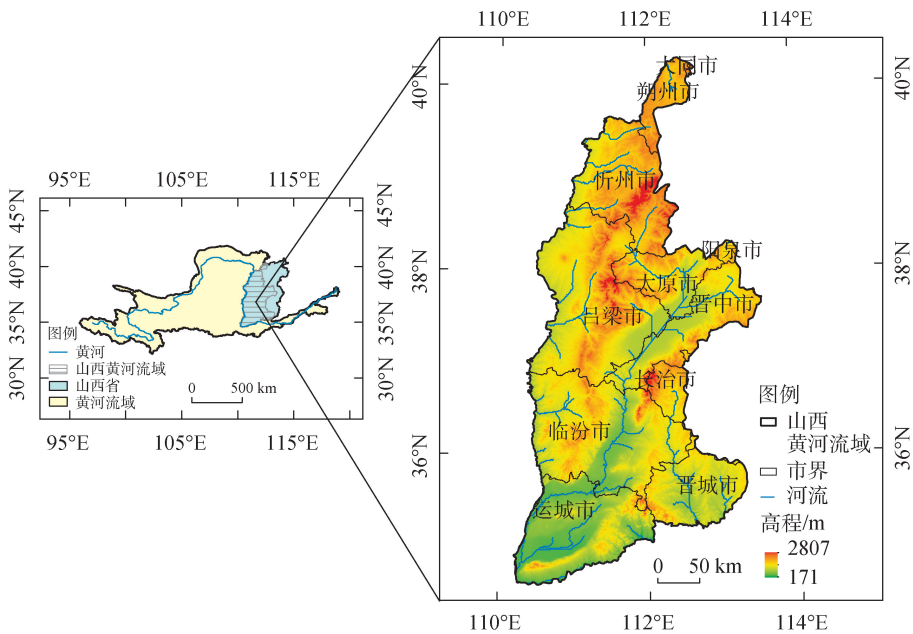 95°E
105°E
115°E
45°N
40°N
35°N
30°N
45°N
40°N
35°N
30°N
图例
黄河
山西黄河流域
山西省
黄河流域
0
500 km
95°E
105°E
115°E
110°E
112°E
114°E
40°N
38°N
36°N
40°N
38°N
36°N
大同市
朔州市
忻州市
阳泉市
太原市
晋中市
吕梁市
长治市
临汾市
晋城市
运城市
图例
山西
黄河流域
市界
河流
高程/m
2807
171
0
50 km
110°E
112°E
114°E